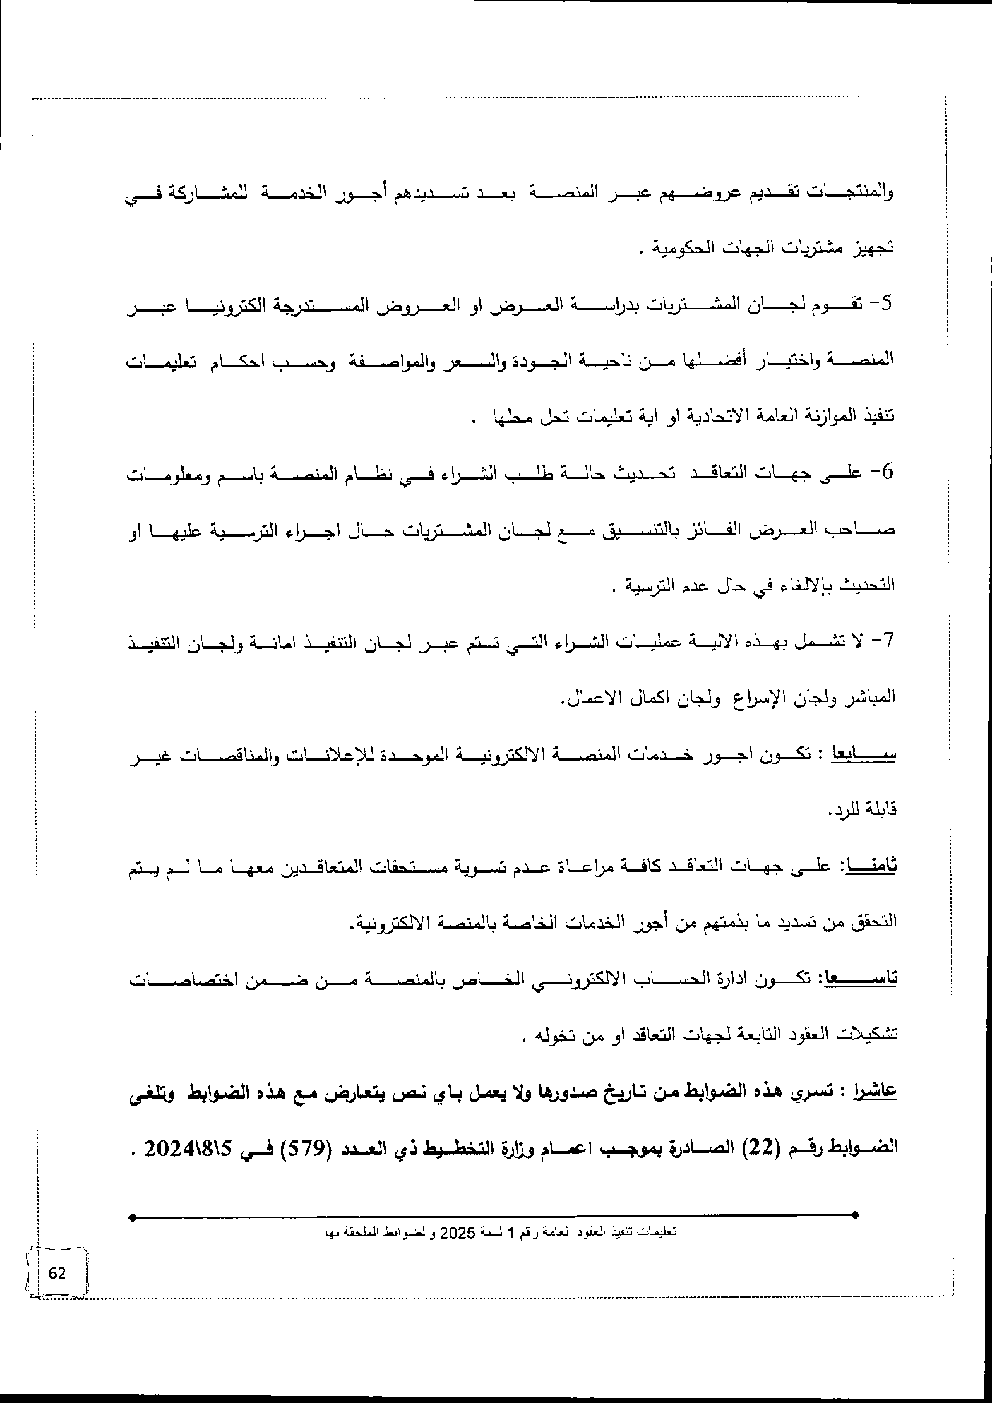 والمنتجات تقديم عروضهم عبر المنصة بعد تسديدهم أجور الخدمة للمشاركة في
تجهيز مشتريات الجهات الحكومية .
5- تقوم لجان المشتريات بدراسة العرض او العروض المستدرجة الكترونيا عبر
المنصة واختيار أفضلها من ناحية الجودة والسعر والمواصفة وحسب احكام تعليمات
تنفيذ الموازنة العامة الاتحادية او اية تعليمات تحل محلها .
6- على جهات التعاقد تحديث حالة طلب الشراء في نظام المنصة باسم ومعلومات
صاحب العرض الفائز بالتنسيق مع لجان المشتريات حال اجراء الترسية عليها او
التحديث بالإلغاء في حال عدم الترسية .
7- لا تشمل بهذه الالية عمليات الشراء التي تتم عبر لجان التنفيذ امانة ولجان التنفيذ
المباشر ولجان الإسراع ولجان اكمال الاعمال.
سابعا : تكون اجور خدمات المنصة الالكترونية الموحدة للإعلانات والمناقصات غير
قابلة للرد.
ثامنا: على جهات التعاقد كافة مراعاة عدم تسوية مستحقات المتعاقدين معها ما لم يتم
التحقق من تسديد ما بذمتهم من أجور الخدمات الخاصة بالمنصة الالكترونية.
تاسعا: تكون ادارة الحساب الالكتروني الخاص بالمنصة من ضمن اختصاصات
تشكيلات العقود التابعة لجهات التعاقد او من تخوله .
عاشرا : تسري هذه الضوابط من تاريخ صدورها ولا يعمل باي نص يتعارض مع هذه الضوابط وتلغى
الضوابط رقم (22) الصادرة بموجب اعمام وزارة التخطيط ذي العدد (579) في 5\8\2024 .
تعليمات تنفيذ العقود العامة رقم 1 لسنة 2025 والضوابط الملحقة بها
62